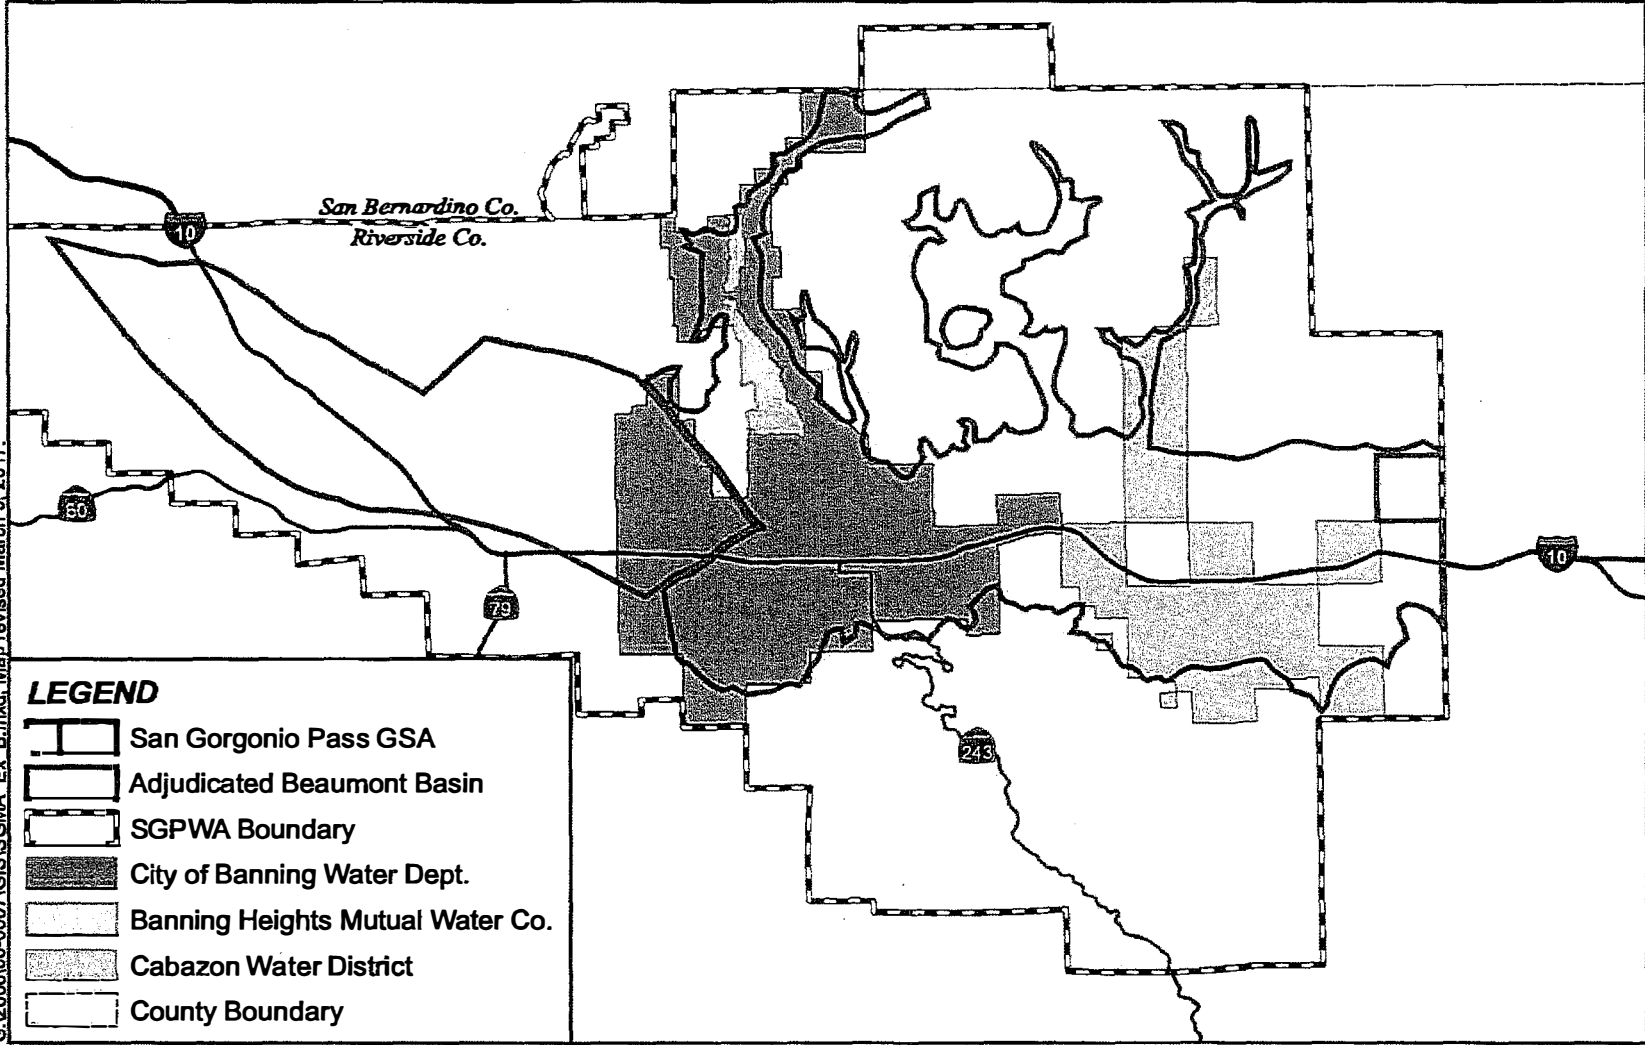 San Bernardino Co.
Riverside Co.
10
60
79
10
243
LEGEND
San Gorgonio Pass GSA
Adjudicated Beaumont Basin
SGPWA Boundary
City of Banning Water Dept.
Banning Heights Mutual Water Co.
Cabazon Water District
County Boundary